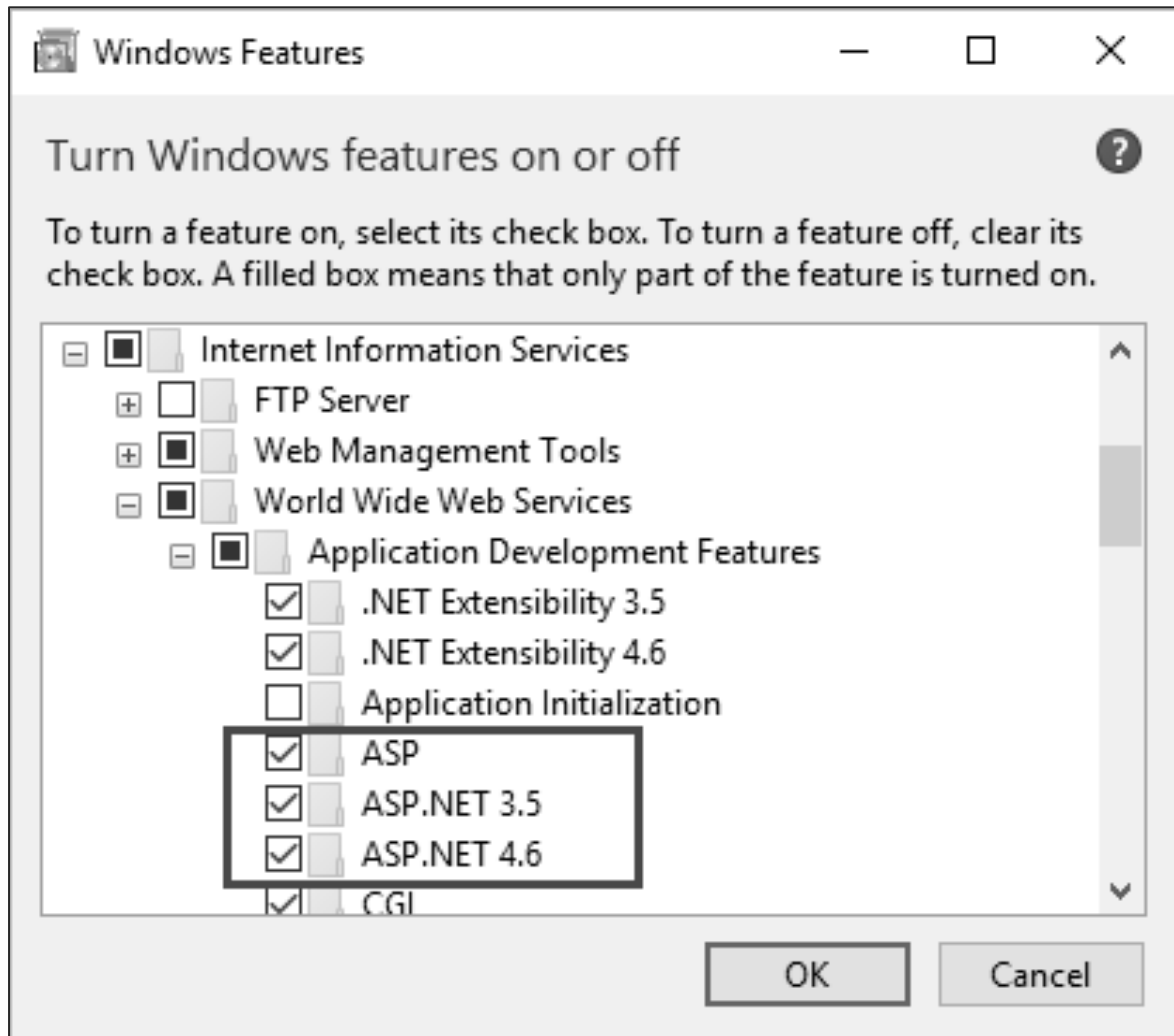 Windows Features
Turn Windows features on or off
?
To turn a feature on, select its check box. To turn a feature off, clear its
check box. A filled box means that only part of the feature is turned on.
Internet Information Services
FTP Server
Web Management Tools
World Wide Web Services
Application Development Features
.NET Extensibility 3.5
.NET Extensibility 4.6
Application Initialization
ASP
ASP.NET 3.5
ASP.NET 4.6
CGI
OK Cancel